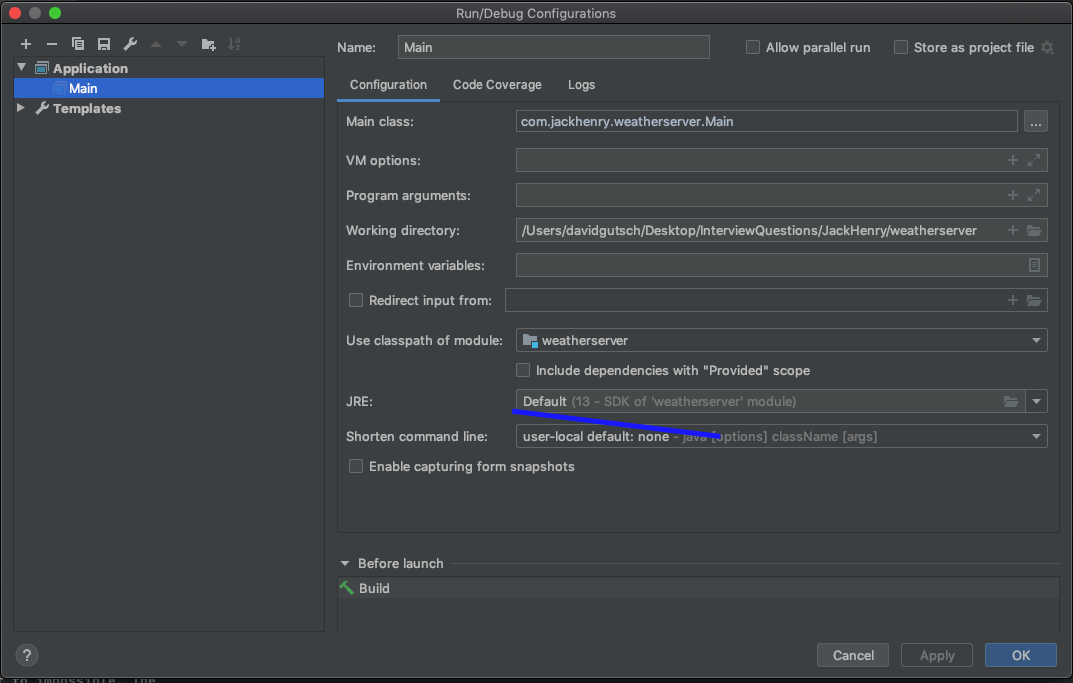 Run/Debug Configurations
Name: Main Allow parallel run Store as project file
Application
Main
Templates
Configuration Code Coverage Logs
Main class: com.jackhenry.weatherserver.Main ...
VM options:
Program arguments:
Working directory: /Users/davidgutsch/Desktop/InterviewQuestions/JackHenry/weatherserver
Environment variables:
Redirect input from:
Use classpath of module: weatherserver
Include dependencies with "Provided" scope
JRE: Default (13 – SDK of 'weatherserver' module)
Shorten command line: user-local default: none – java [options] className [args]
Enable capturing form snapshots
Before launch
Build
? Cancel Apply OK